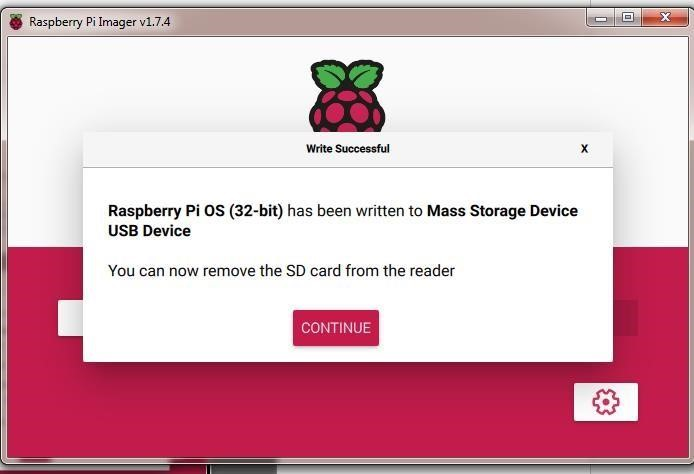 Raspberry Pi Imager v1.7.4
Write Successful
X
Raspberry Pi OS (32-bit) has been written to Mass Storage Device
USB Device
You can now remove the SD card from the reader
CONTINUE